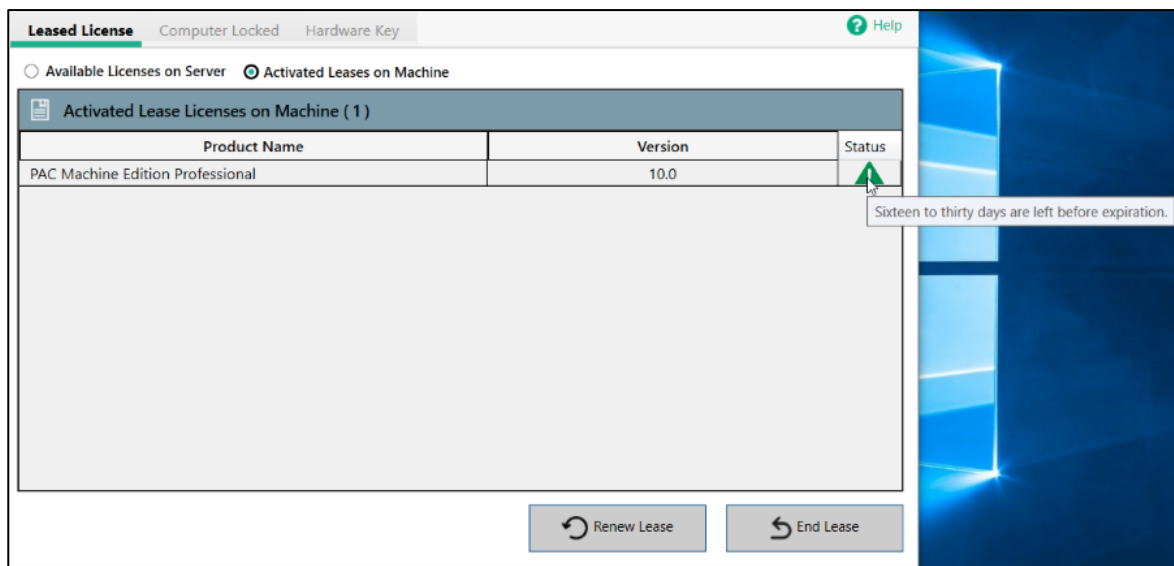 Leased License Computer Locked Hardware Key Help
Available Licenses on Server Activated Leases on Machine
Activated Lease Licenses on Machine ( 1 )
Product Name Version Status
PAC Machine Edition Professional 10.0
Sixteen to thirty days are left before expiration.
Renew Lease End Lease